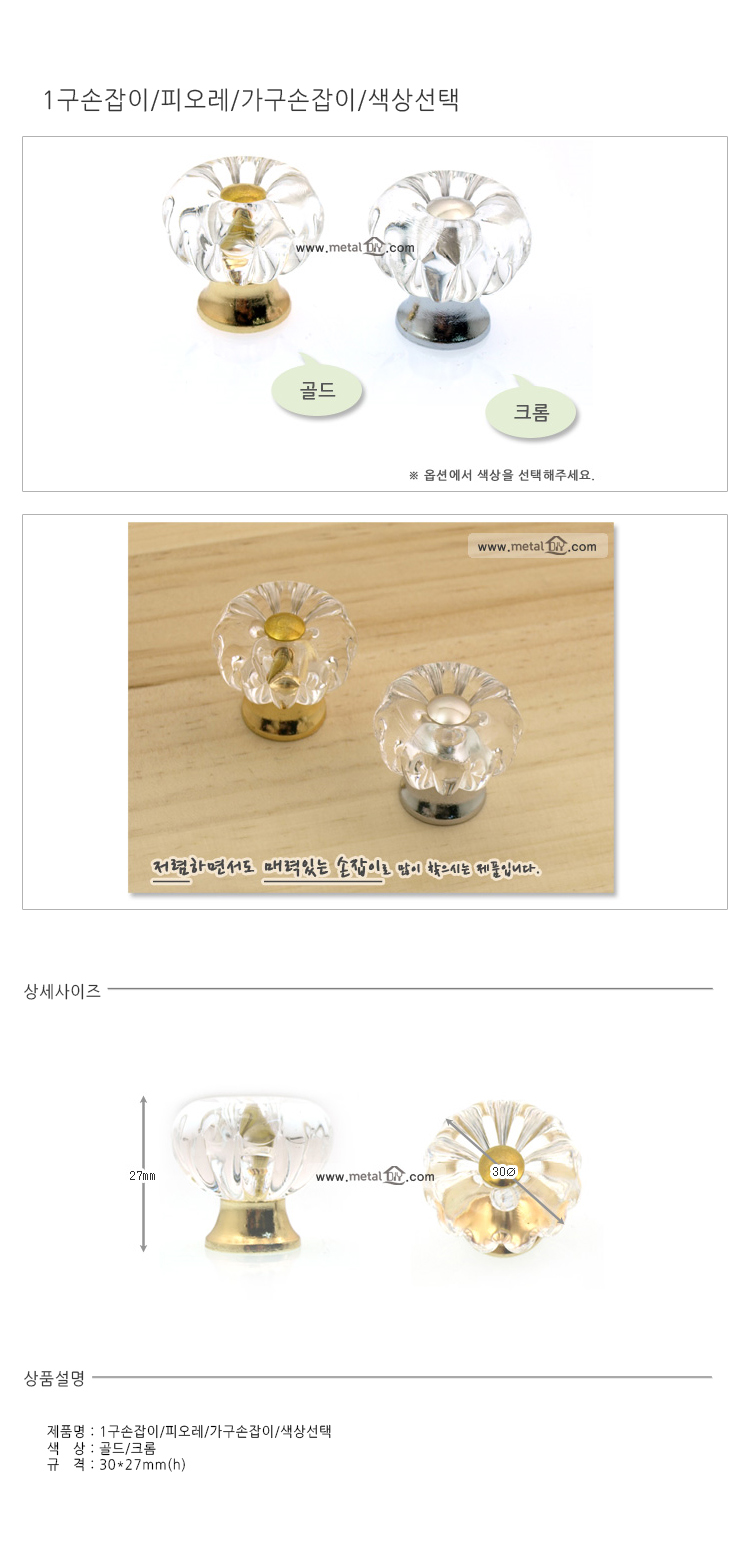 1구손잡이/피오레/가구손잡이/색상선택
www.metalDIY.com
골드
크롬
※ 옵션에서 색상을 선택해주세요.
www.metalDIY.com
저렴하면서도 매력있는 손잡이로 많이 찾으시는 제품입니다.
상세사이즈
27mm
www.metalDIY.com
30Ø
상품설명
제품명 : 1구손잡이/피오레/가구손잡이/색상선택
색 상 : 골드/크롬
규 격 : 30*27mm(h)